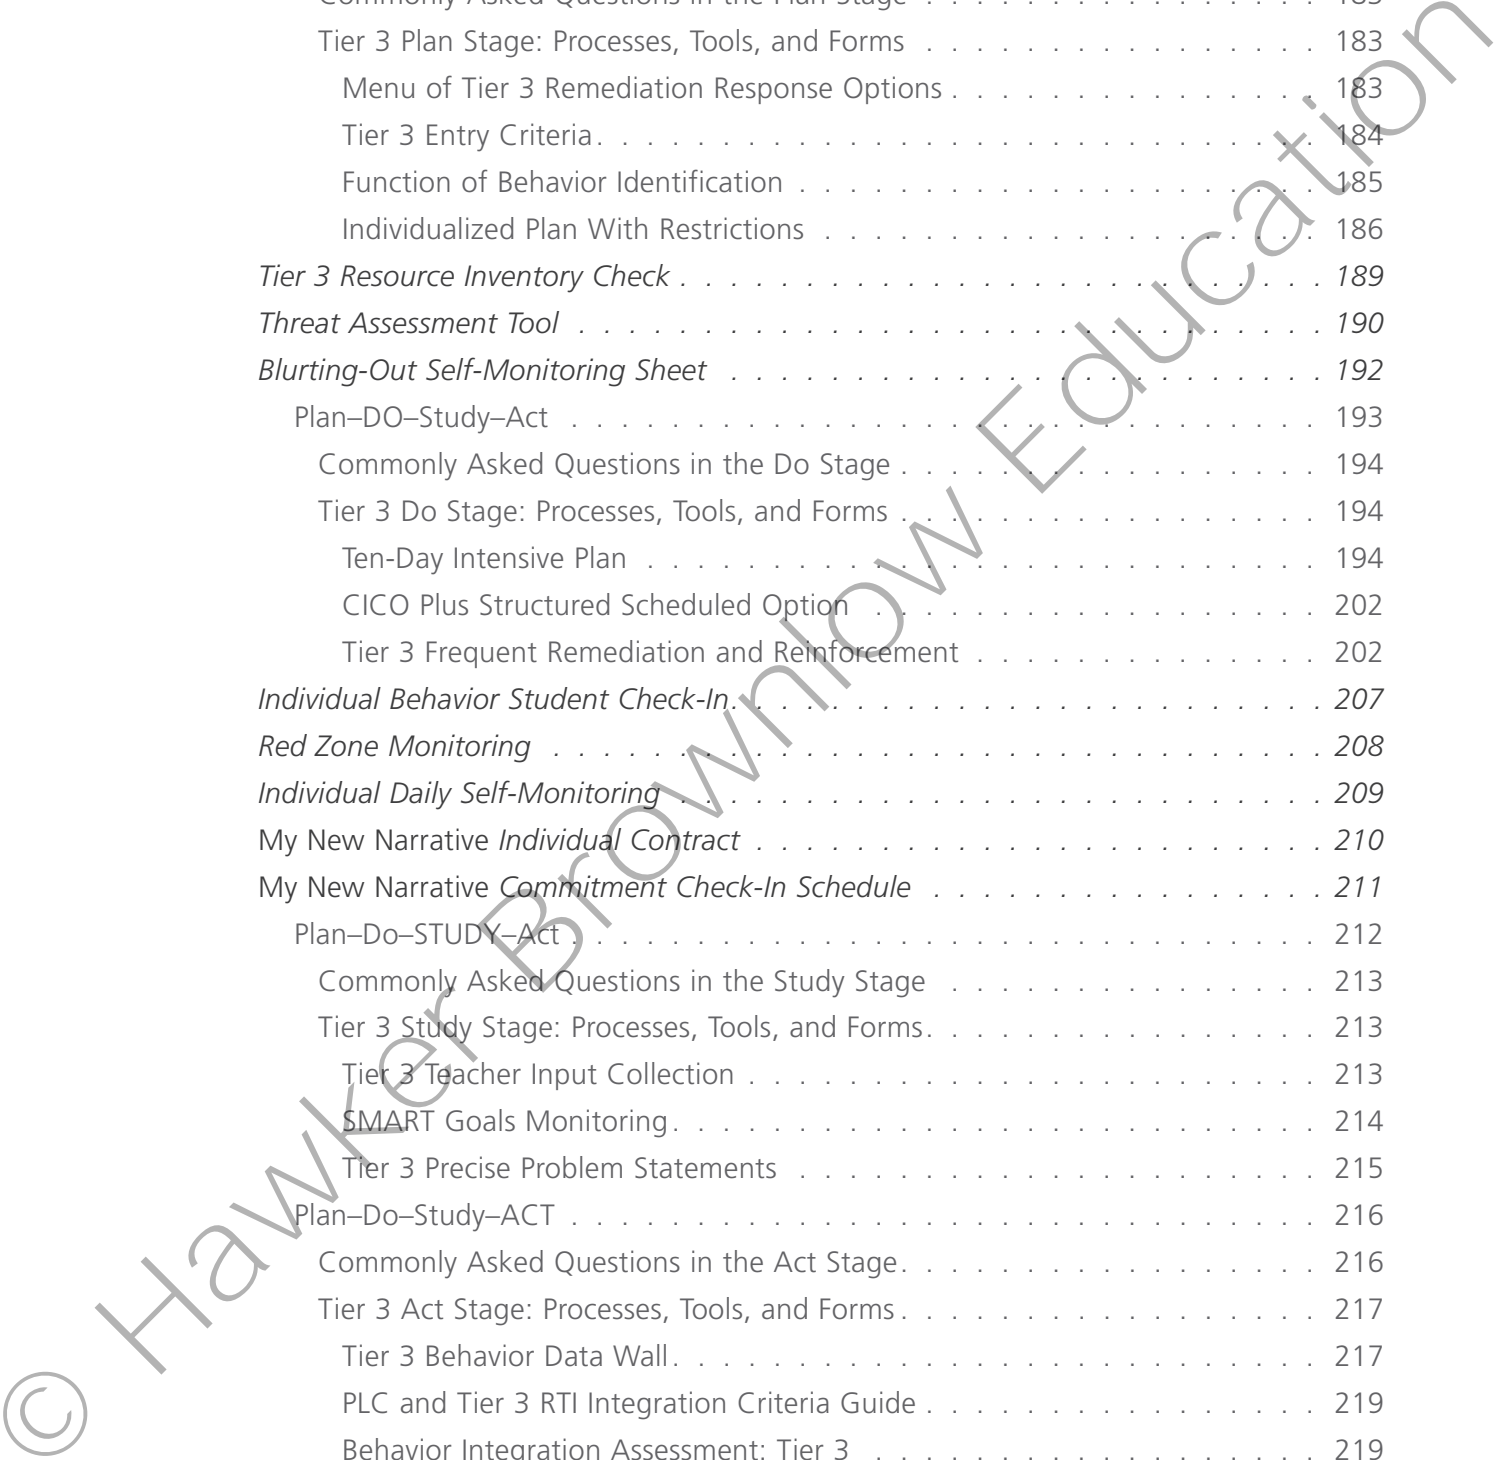 Commonly Asked Questions in the Plan Stage . . . . . . . . . . . . . . . . 183
Tier 3 Plan Stage: Processes, Tools, and Forms . . . . . . . . . . . . . . . . 183
Menu of Tier 3 Remediation Response Options . . . . . . . . . . . . . . . 183
Tier 3 Entry Criteria . . . . . . . . . . . . . . . . . . . . . . . . . . . . . 184
Function of Behavior Identification . . . . . . . . . . . . . . . . . . . . . 185
Individualized Plan With Restrictions . . . . . . . . . . . . . . . . . . . . 186
Tier 3 Resource Inventory Check . . . . . . . . . . . . . . . . . . . . . . . . . . 189
Threat Assessment Tool . . . . . . . . . . . . . . . . . . . . . . . . . . . . . . 190
Blurting-Out Self-Monitoring Sheet . . . . . . . . . . . . . . . . . . . . . . . . 192
Plan–DO–Study–Act . . . . . . . . . . . . . . . . . . . . . . . . . . . . . . 193
Commonly Asked Questions in the Do Stage . . . . . . . . . . . . . . . . . 194
Tier 3 Do Stage: Processes, Tools, and Forms . . . . . . . . . . . . . . . . . 194
Ten-Day Intensive Plan . . . . . . . . . . . . . . . . . . . . . . . . . . . 194
CICO Plus Structured Scheduled Option . . . . . . . . . . . . . . . . . . 202
Tier 3 Frequent Remediation and Reinforcement . . . . . . . . . . . . . . 202
Individual Behavior Student Check-In . . . . . . . . . . . . . . . . . . . . . . . . 207
Red Zone Monitoring . . . . . . . . . . . . . . . . . . . . . . . . . . . . . . . 208
Individual Daily Self-Monitoring . . . . . . . . . . . . . . . . . . . . . . . . . . 209
My New Narrative Individual Contract . . . . . . . . . . . . . . . . . . . . . . . 210
My New Narrative Commitment Check-In Schedule . . . . . . . . . . . . . . . . 211
Plan–Do–STUDY–Act . . . . . . . . . . . . . . . . . . . . . . . . . . . . . . 212
Commonly Asked Questions in the Study Stage . . . . . . . . . . . . . . . 213
Tier 3 Study Stage: Processes, Tools, and Forms . . . . . . . . . . . . . . . . 213
Tier 3 Teacher Input Collection . . . . . . . . . . . . . . . . . . . . . . . 213
SMART Goals Monitoring . . . . . . . . . . . . . . . . . . . . . . . . . . 214
Tier 3 Precise Problem Statements . . . . . . . . . . . . . . . . . . . . . 215
Plan–Do–Study–ACT . . . . . . . . . . . . . . . . . . . . . . . . . . . . . . 216
Commonly Asked Questions in the Act Stage . . . . . . . . . . . . . . . . . 216
Tier 3 Act Stage: Processes, Tools, and Forms . . . . . . . . . . . . . . . . . 217
Tier 3 Behavior Data Wall . . . . . . . . . . . . . . . . . . . . . . . . . . 217
PLC and Tier 3 RTI Integration Criteria Guide . . . . . . . . . . . . . . . . 219
Behavior Integration Assessment: Tier 3 . . . . . . . . . . . . . . . . . . 219
© Hawker Brownlow Education